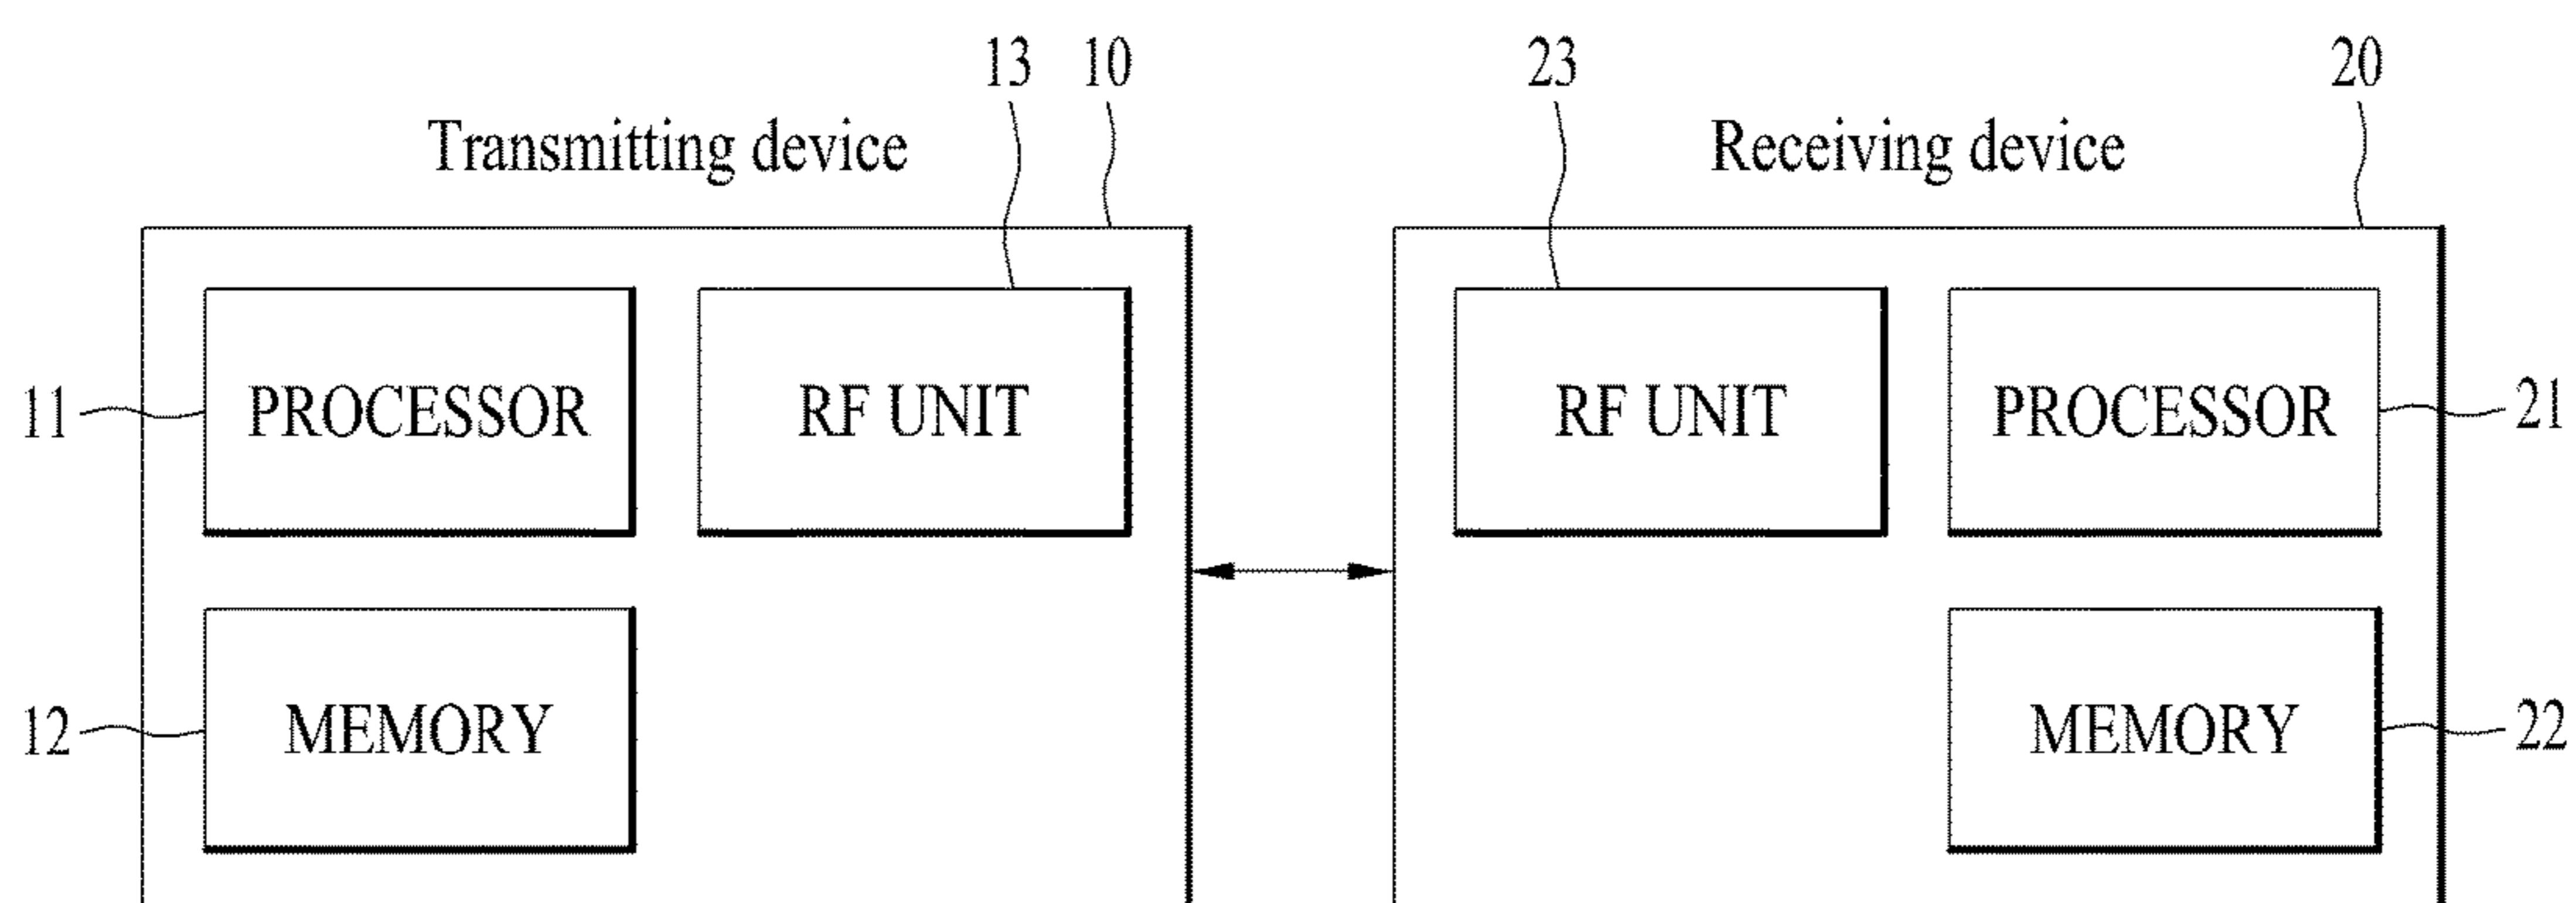 13 10 23 20
Transmitting device Receiving device
11 PROCESSOR RF UNIT RF UNIT PROCESSOR 21
12 MEMORY MEMORY 22